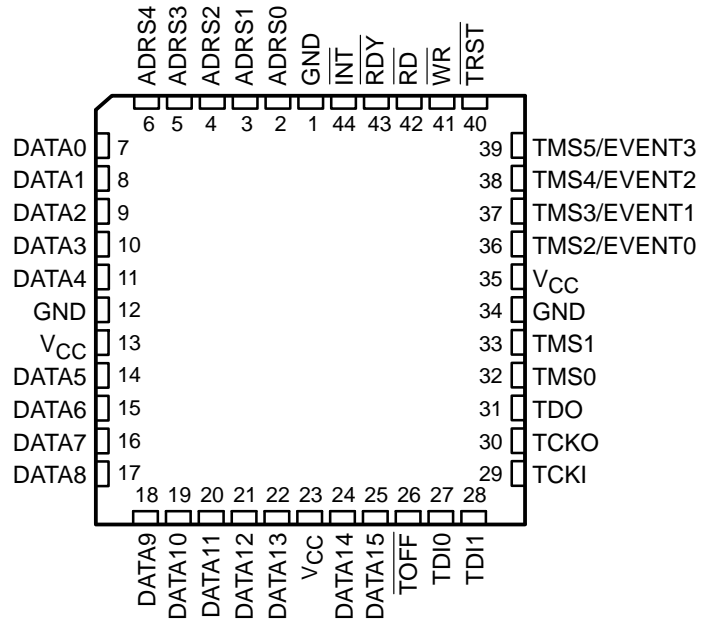 ADRS4
ADRS3
ADRS2
ADRS1
ADRS0
GND
INT
RDY
RD
WR
TRST
6 5 4 3 2 1 44 43 42 41 40
DATA0 7
DATA1 8
DATA2 9
DATA3 10
DATA4 11
GND 12
VCC 13
DATA5 14
DATA6 15
DATA7 16
DATA8 17
39 TMS5/EVENT3
38 TMS4/EVENT2
37 TMS3/EVENT1
36 TMS2/EVENT0
35 VCC
34 GND
33 TMS1
32 TMS0
31 TDO
30 TCKO
29 TCKI
18 19 20 21 22 23 24 25 26 27 28
DATA9
DATA10
DATA11
DATA12
DATA13
VCC
DATA14
DATA15
TOFF
TDI0
TDI1